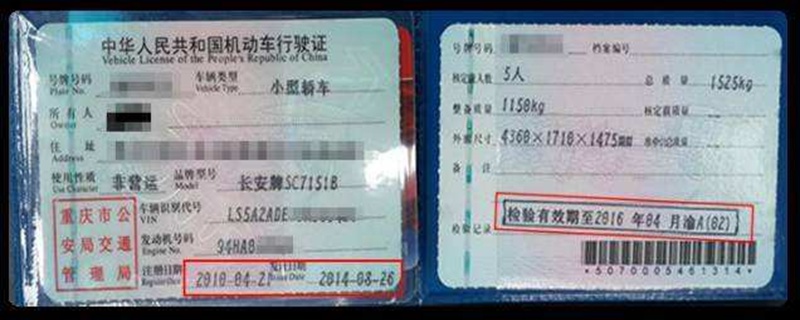 中华人民共和国机动车行驶证
Vehicle License of the People's Republic of China
号牌号码
Plate No.
车辆类型
Vehicle Type
小型轿车
所有人
Owner
住址
Address
使用性质
Use Character
非营运
品牌型号
Model
长安牌SC7151B
重庆市公
安局交通
管理局
车辆识别代号
VIN
LS5A2ADE
发动机号码
Engine No.
94HA0
注册日期
Register Date
2010-04-21
发证日期
Issue Date
2014-08-26
号牌号码
档案编号
核定载人数
5人
总质量
1525kg
整备质量
1150kg
核定载质量
外廓尺寸
4360×1710×1475
备注
检验记录
检验有效期至2016年04月渝A(02)
*5070005461314*